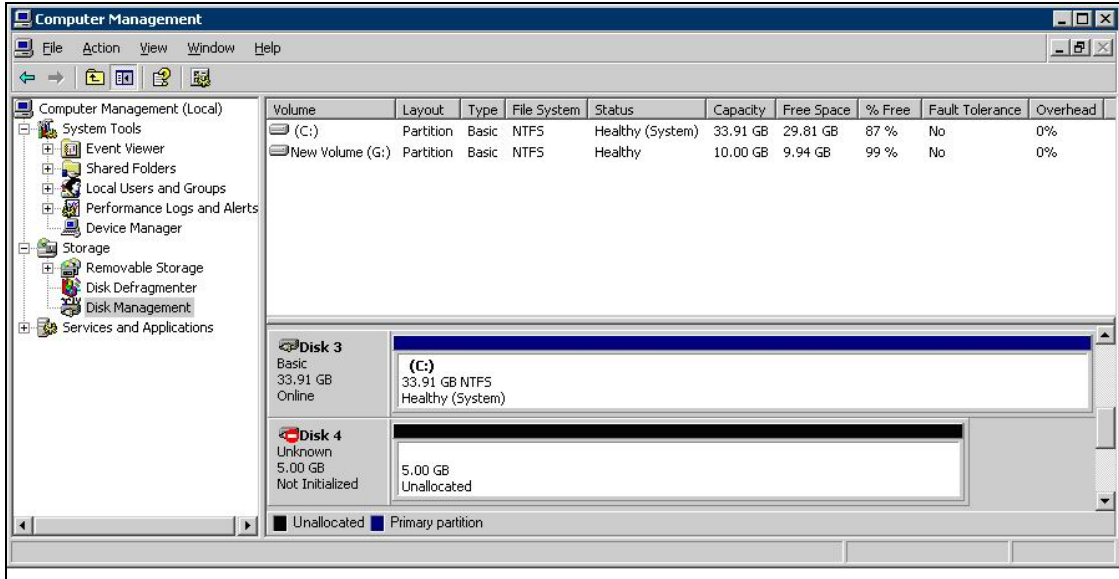 Computer Management
File Action View Window Help
Computer Management (Local)
System Tools
Event Viewer
Shared Folders
Local Users and Groups
Performance Logs and Alerts
Device Manager
Storage
Removable Storage
Disk Defragmenter
Disk Management
Services and Applications
Volume Layout Type File System Status Capacity Free Space % Free Fault Tolerance Overhead
(C:) Partition Basic NTFS Healthy (System) 33.91 GB 29.81 GB 87 % No 0%
New Volume (G:) Partition Basic NTFS Healthy 10.00 GB 9.94 GB 99 % No 0%
Disk 3
Basic
33.91 GB
Online
(C:)
33.91 GB NTFS
Healthy (System)
Disk 4
Unknown
5.00 GB
Not Initialized
5.00 GB
Unallocated
Unallocated Primary partition